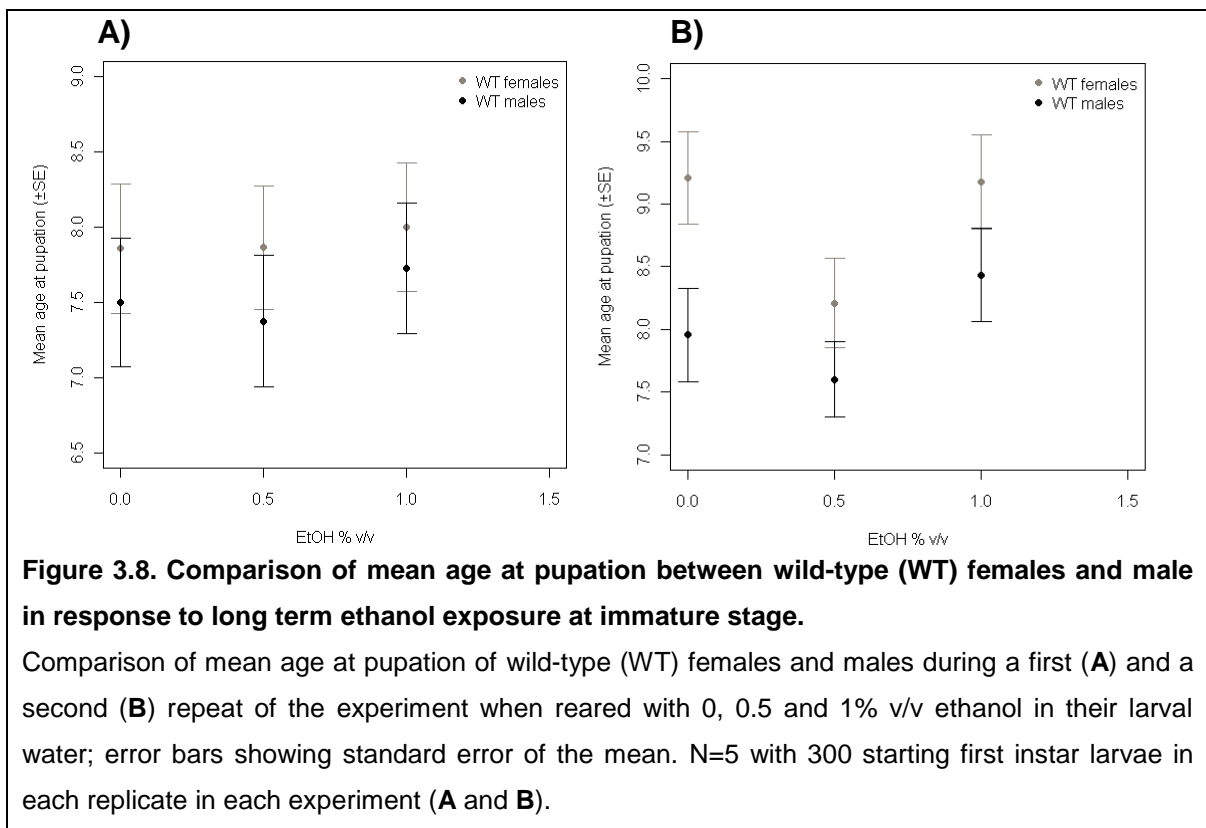 A)
WT females
WT males
Mean age at pupation (±SE)
9.0
8.5
8.0
7.5
7.0
6.5
0.0 0.5 1.0 1.5
EtOH % v/v
B)
WT females
WT males
Mean age at pupation (±SE)
10.0
9.5
9.0
8.5
8.0
7.5
7.0
0.0 0.5 1.0 1.5
EtOH % v/v
Figure 3.8. Comparison of mean age at pupation between wild-type (WT) females and male
in response to long term ethanol exposure at immature stage.
Comparison of mean age at pupation of wild-type (WT) females and males during a first (A) and a
second (B) repeat of the experiment when reared with 0, 0.5 and 1% v/v ethanol in their larval
water; error bars showing standard error of the mean. N=5 with 300 starting first instar larvae in
each replicate in each experiment (A and B).